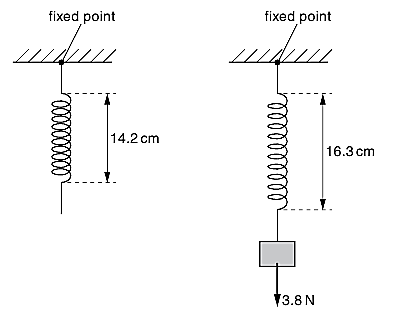 fixed point
fixed point
14.2 cm
16.3 cm
3.8 N